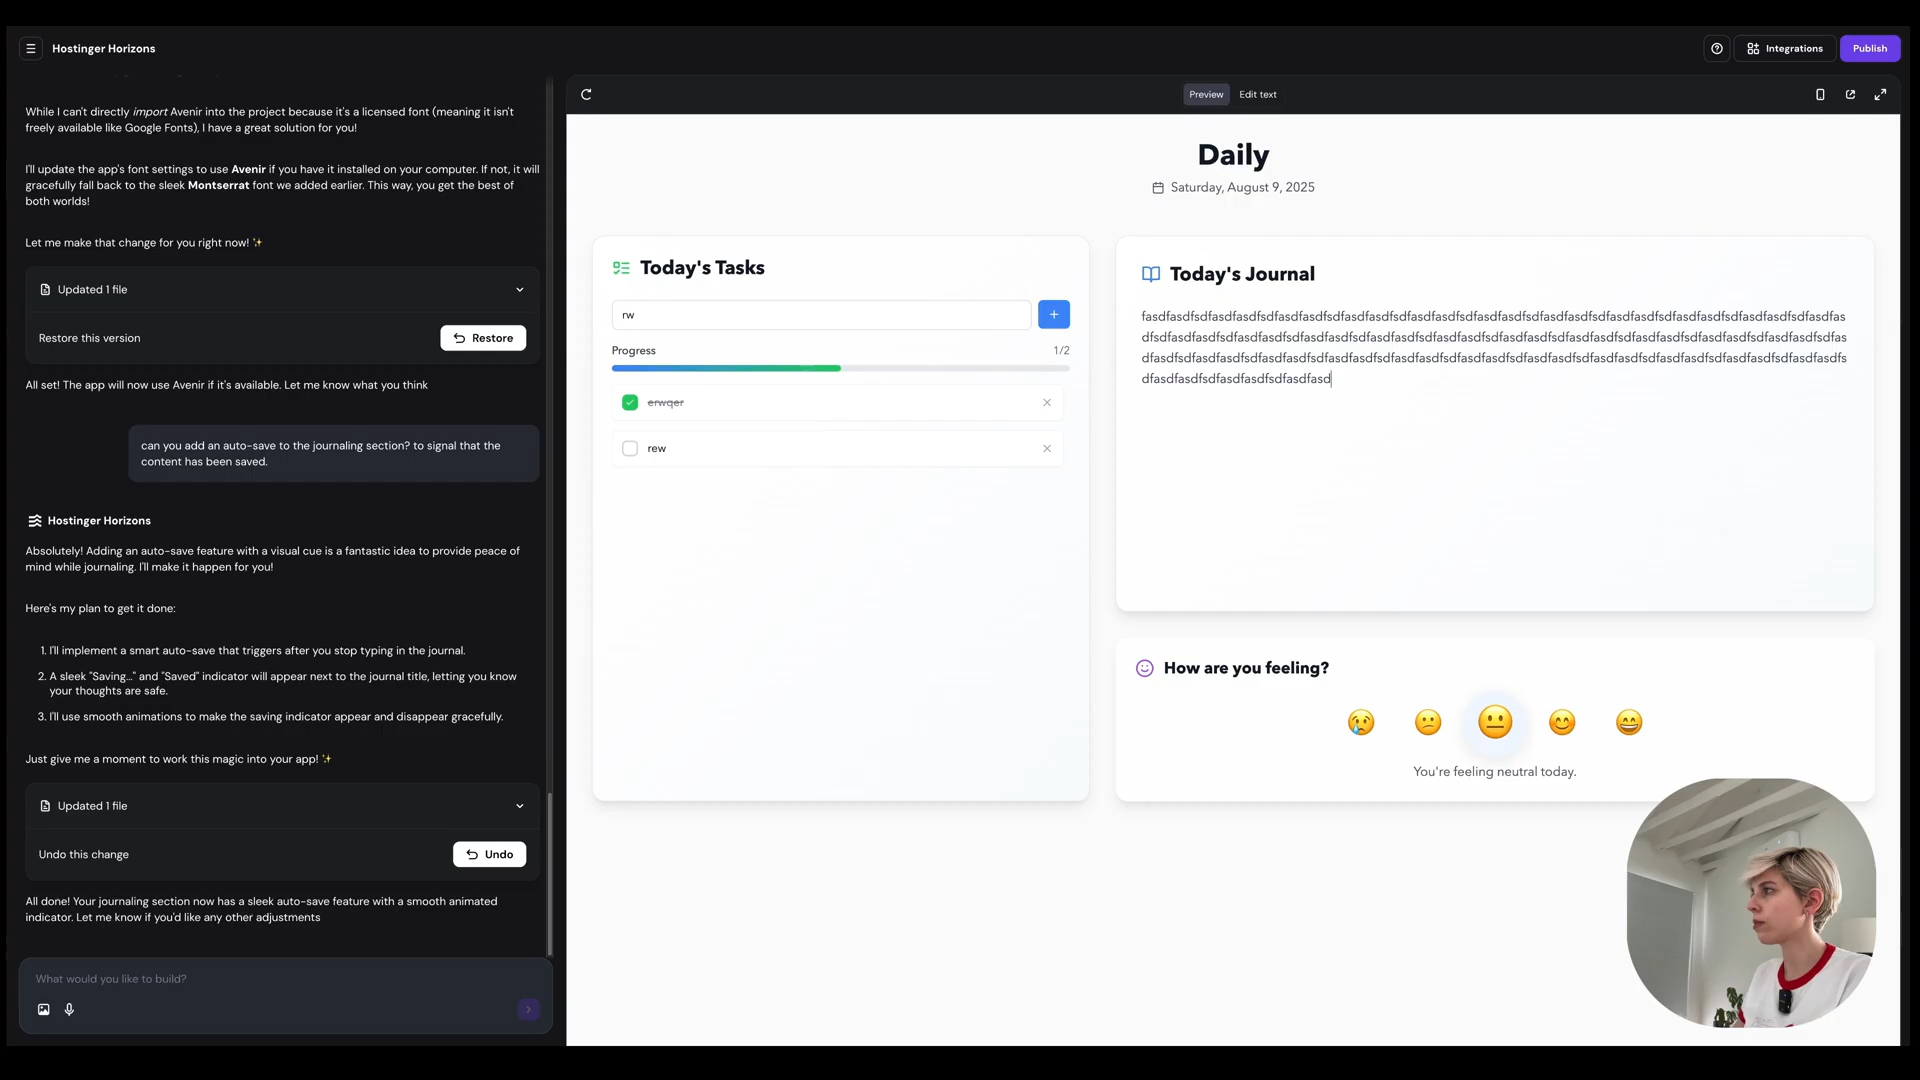 Hostinger Horizons
Integrations
Publish
While I can't directly import Avenir into the project because it's a licensed font (meaning it isn't
freely available like Google Fonts), I have a great solution for you!
I'll update the app's font settings to use Avenir if you have it installed on your computer. If not, it will
gracefully fall back to the sleek Montserrat font we added earlier. This way, you get the best of
both worlds!
Let me make that change for you right now! ✨
Updated 1 file
Restore this version
Restore
All set! The app will now use Avenir if it's available. Let me know what you think
can you add an auto-save to the journaling section? to signal that the
content has been saved.
Hostinger Horizons
Absolutely! Adding an auto-save feature with a visual cue is a fantastic idea to provide peace of
mind while journaling. I'll make it happen for you!
Here's my plan to get it done:
1. I'll implement a smart auto-save that triggers after you stop typing in the journal.
2. A sleek "Saving..." and "Saved" indicator will appear next to the journal title, letting you know
your thoughts are safe.
3. I'll use smooth animations to make the saving indicator appear and disappear gracefully.
Just give me a moment to work this magic into your app! ✨
Updated 1 file
Undo this change
Undo
All done! Your journaling section now has a sleek auto-save feature with a smooth animated
indicator. Let me know if you'd like any other adjustments
What would you like to build?
Preview
Edit text
Daily
Saturday, August 9, 2025
Today's Tasks
rw
+
Progress
1/2
erwqer
rew
Today's Journal
dfasdfasdfsdfasdfasdfsdfasdfasd
How are you feeling?
You're feeling neutral today.